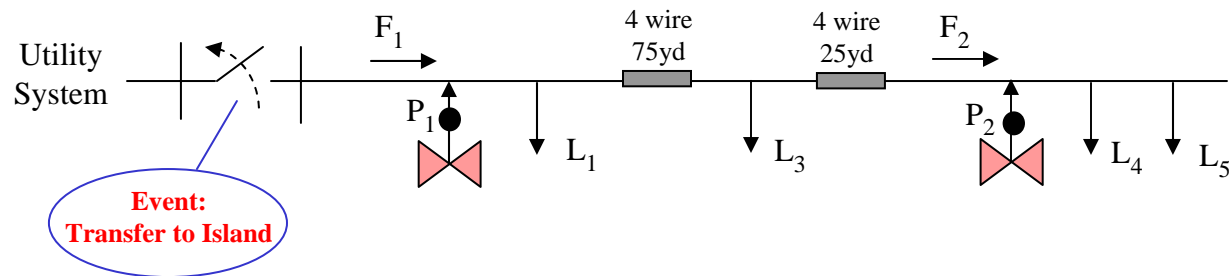 Utility
System
F1
4 wire
75yd
4 wire
25yd
F2
P1
L1
L3
P2
L4
L5
Event:
Transfer to Island